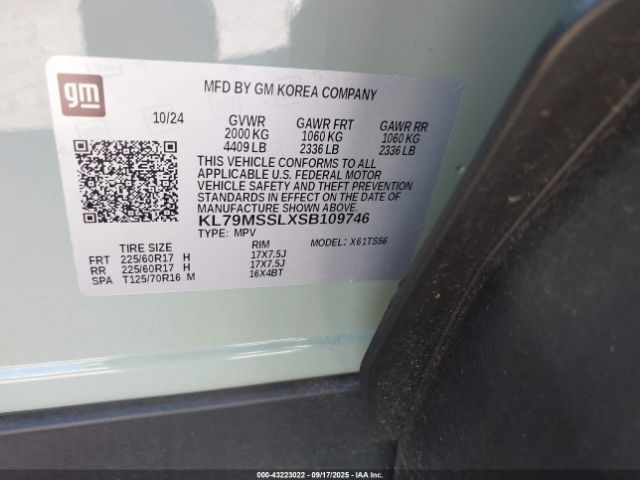 gm
MFD BY GM KOREA COMPANY
10/24 GVWR GAWR FRT GAWR RR
2000 KG 1060 KG 1060 KG
4409 LB 2336 LB 2336 LB
THIS VEHICLE CONFORMS TO ALL
APPLICABLE U.S. FEDERAL MOTOR
VEHICLE SAFETY AND THEFT PREVENTION
STANDARDS IN EFFECT ON THE DATE OF
MANUFACTURE SHOWN ABOVE.
KL79MSSLXSB109746
TYPE: MPV MODEL: X61TS56
TIRE SIZE RIM
FRT 225/60R17 H 17X7.5J
RR 225/60R17 H 17X7.5J
SPA T125/70R16 M 16X4BT
000-43223022 - 09/17/2025 - IAAI.COM